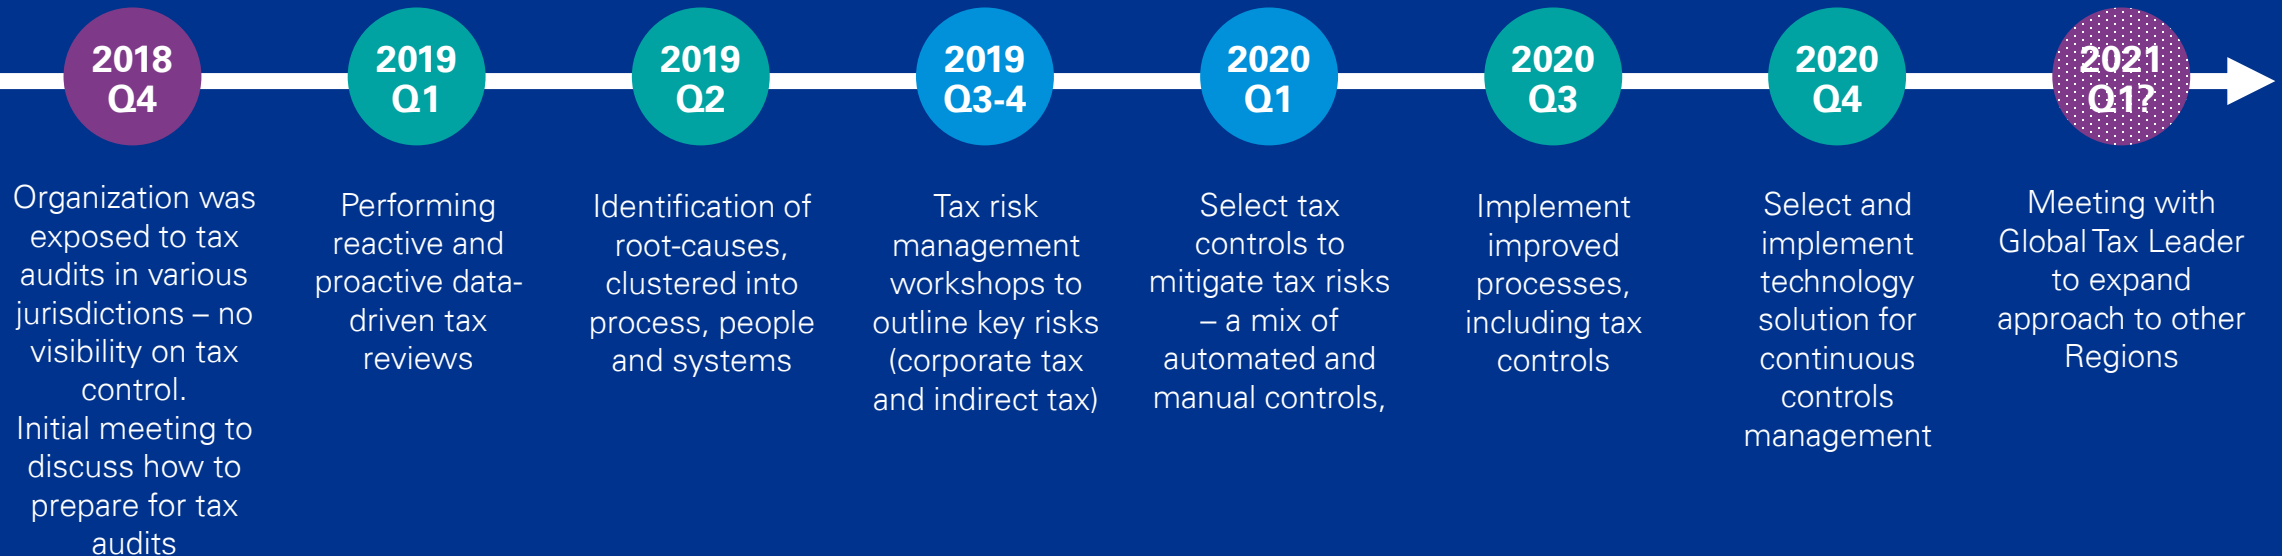 2018
Q4
2019
Q1
2019
Q2
2019
Q3-4
2020
Q1
2020
Q3
2020
Q4
2021
Q1?
Organization was
exposed to tax
audits in various
jurisdictions – no
visibility on tax
control.
Initial meeting to
discuss how to
prepare for tax
audits
Performing
reactive and
proactive data-
driven tax
reviews
Identification of
root-causes,
clustered into
process, people
and systems
Tax risk
management
workshops to
outline key risks
(corporate tax
and indirect tax)
Select tax
controls to
mitigate tax risks
– a mix of
automated and
manual controls,
Implement
improved
processes,
including tax
controls
Select and
implement
technology
solution for
continuous
controls
management
Meeting with
Global Tax Leader
to expand
approach to other
Regions